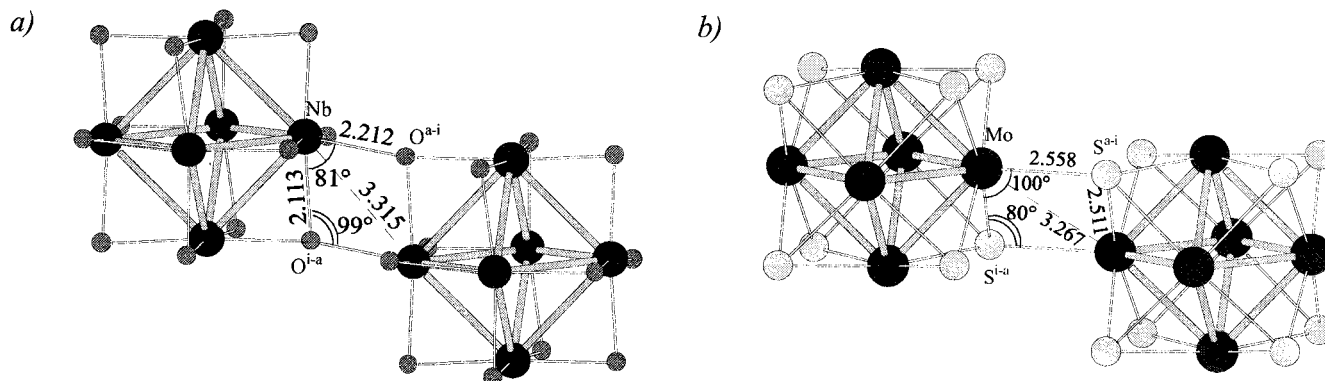 a)
Nb
2.212
O^{a-i}
2.113
81°
3.315
99°
O^{i-a}
b)
Mo
2.558
S^{a-i}
100°
2.511
80°
3.267
S^{i-a}